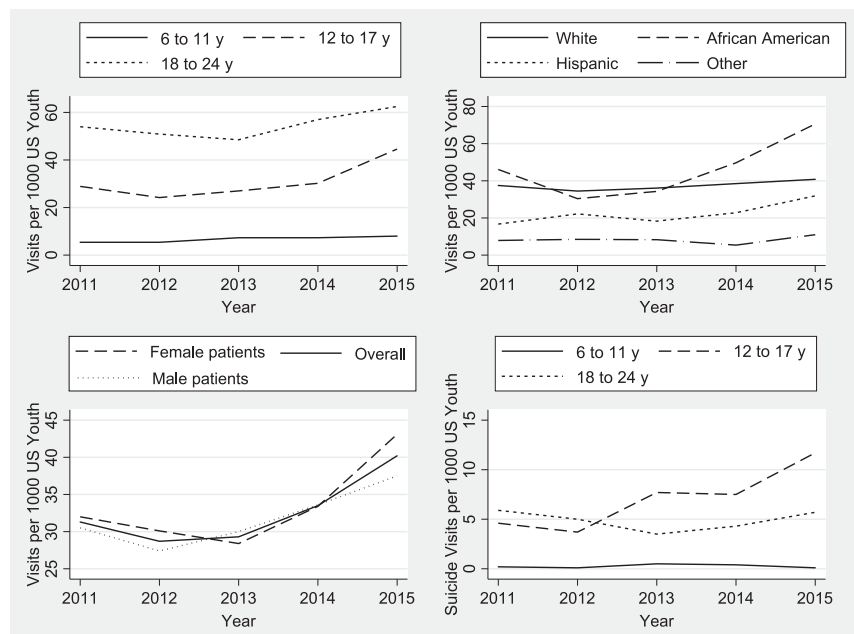 6 to 11 y 12 to 17 y
18 to 24 y
Visits per 1000 US Youth
60
40
20
0
2011 2012 2013 2014 2015
Year
White African American
Hispanic Other
Visits per 1000 US Youth
80
60
40
20
0
2011 2012 2013 2014 2015
Year
Female patients Overall
Male patients
Visits per 1000 US Youth
45
40
35
30
25
2011 2012 2013 2014 2015
Year
6 to 11 y 12 to 17 y
18 to 24 y
Suicide Visits per 1000 US Youth
15
10
5
0
2011 2012 2013 2014 2015
Year